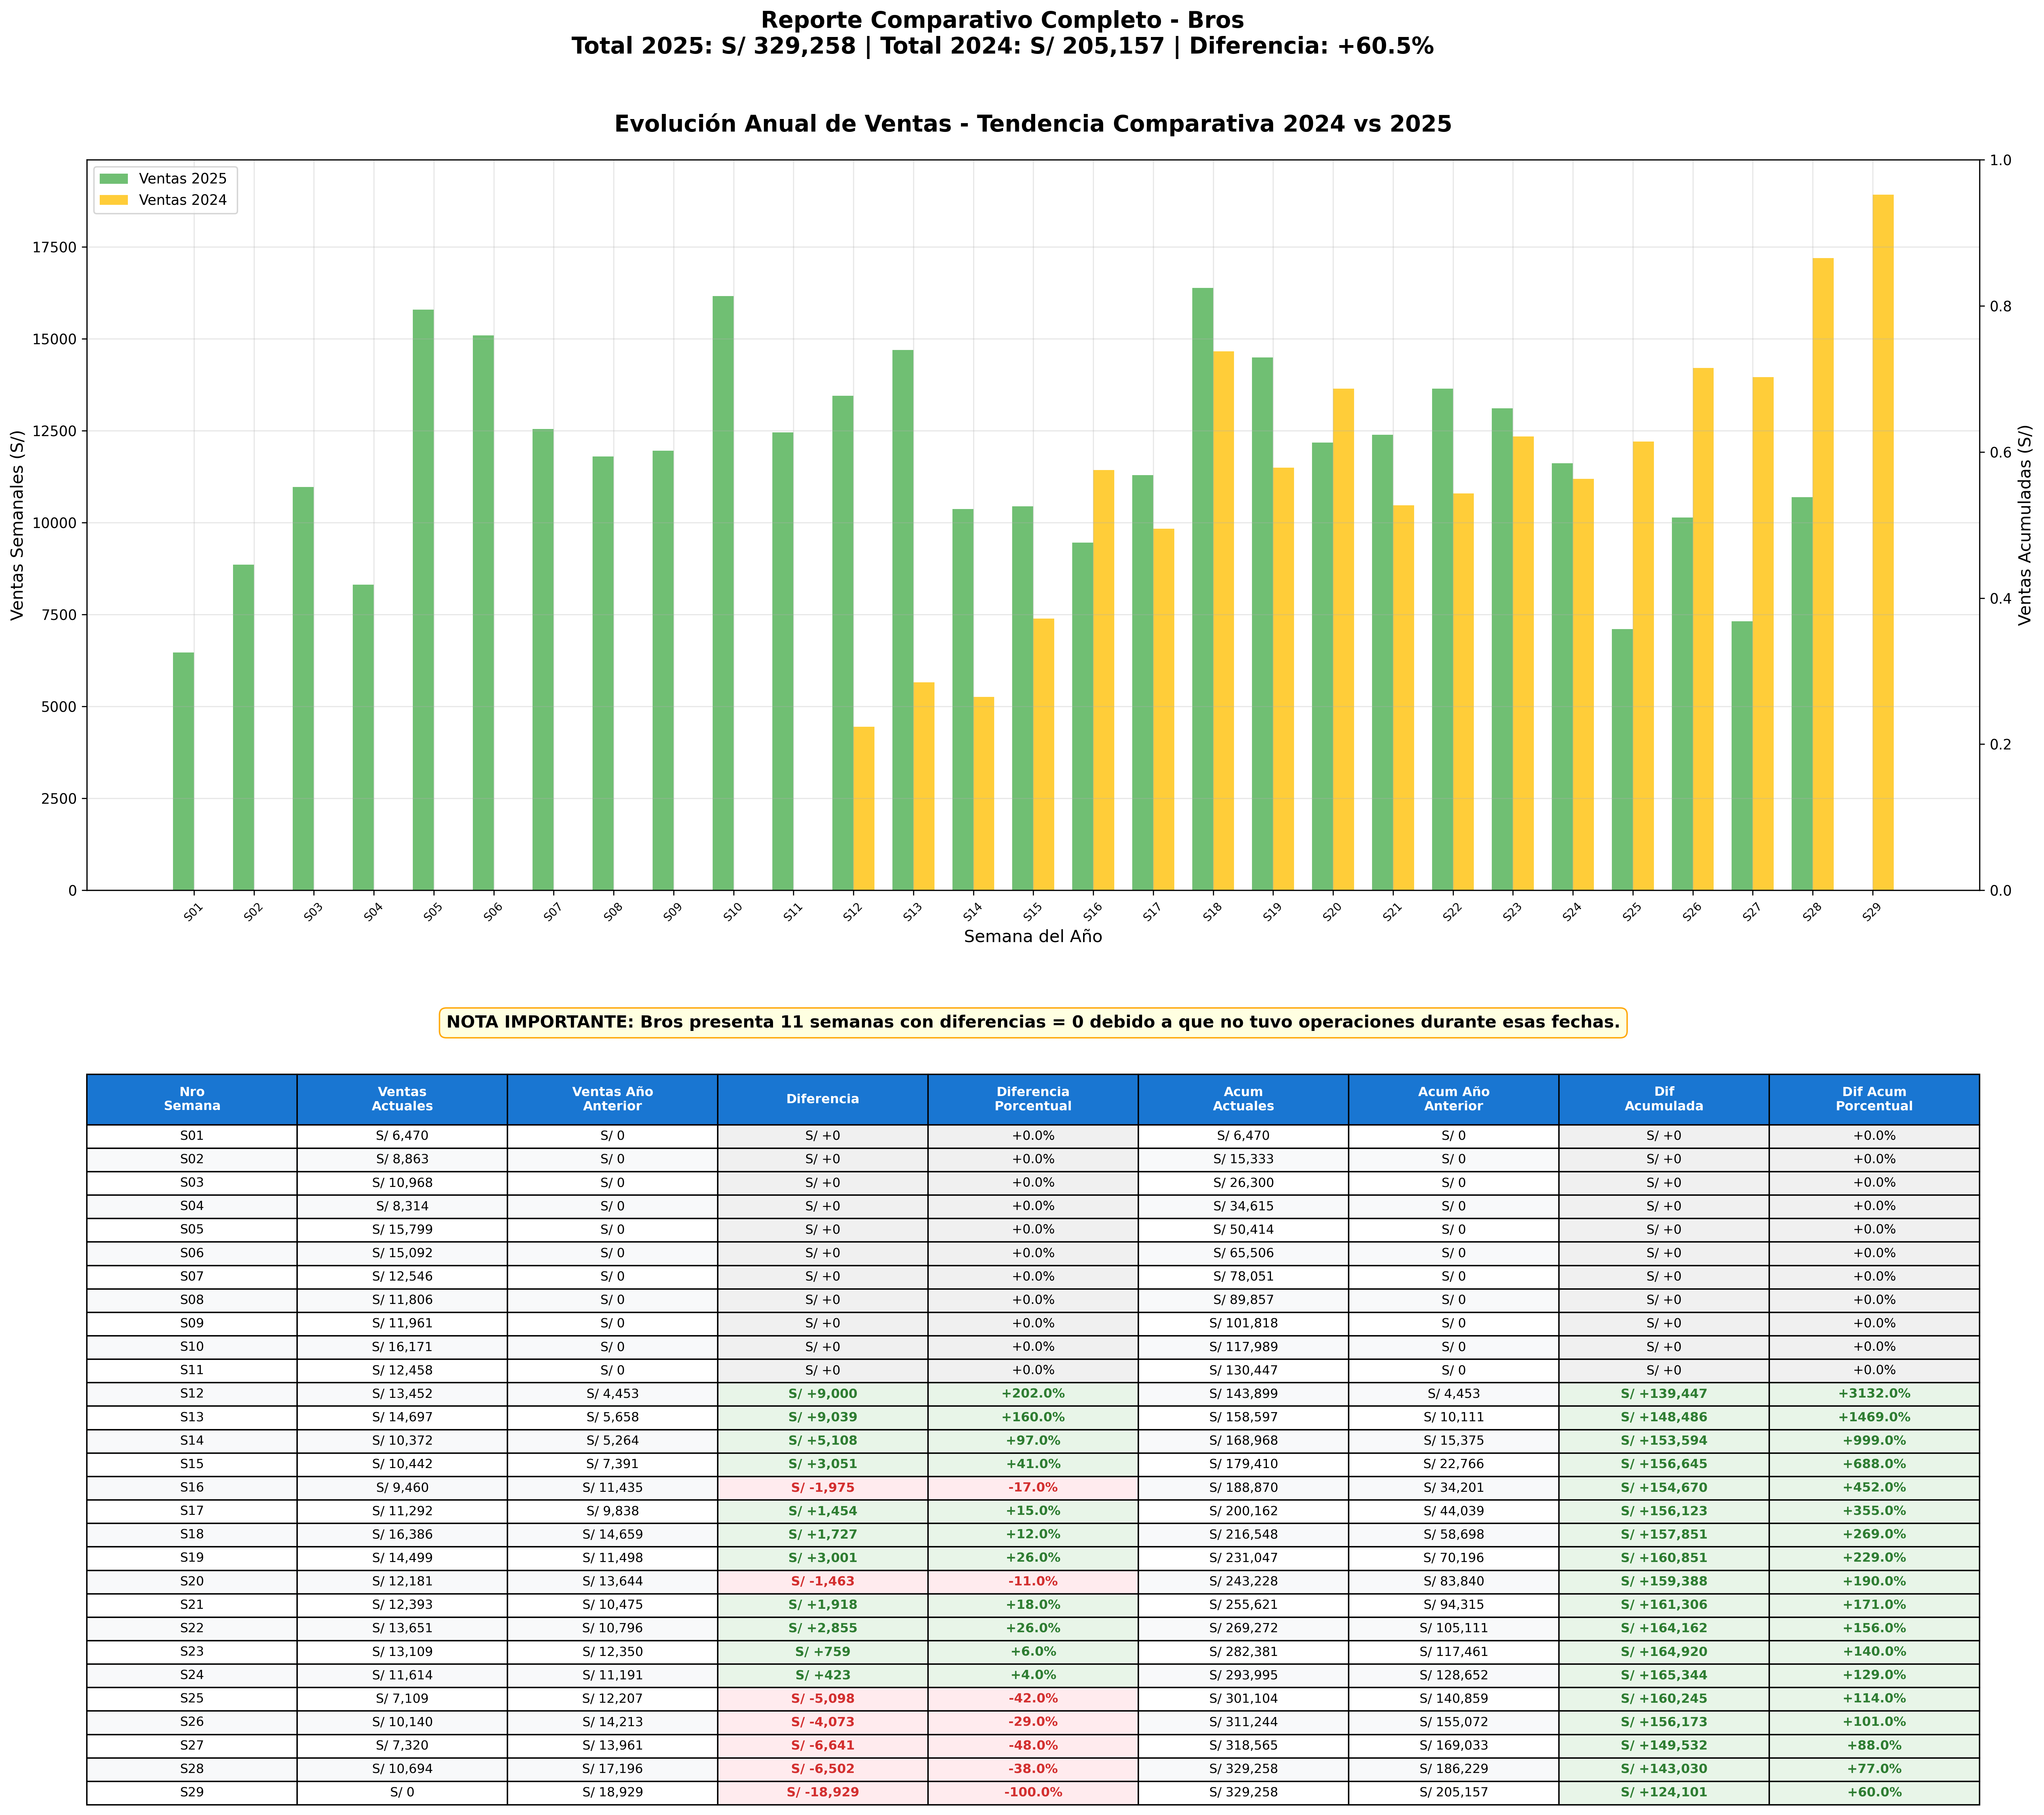 Reporte Comparativo Completo - Bros
Total 2025: S/ 329,258 | Total 2024: S/ 205,157 | Diferencia: +60.5%
Evolución Anual de Ventas - Tendencia Comparativa 2024 vs 2025
Ventas 2025
Ventas 2024
Ventas Semanales (S/)
17500
15000
12500
10000
7500
5000
2500
0
Ventas Acumuladas (S/)
1.0
0.8
0.6
0.4
0.2
0.0
S01 S02 S03 S04 S05 S06 S07 S08 S09 S10 S11 S12 S13 S14 S15 S16 S17 S18 S19 S20 S21 S22 S23 S24 S25 S26 S27 S28 S29
Semana del Año
NOTA IMPORTANTE: Bros presenta 11 semanas con diferencias = 0 debido a que no tuvo operaciones durante esas fechas.
Nro Semana | Ventas Actuales | Ventas Año Anterior | Diferencia | Diferencia Porcentual | Acum Actuales | Acum Año Anterior | Dif Acumulada | Dif Acum Porcentual
S01 S/ 6,470 S/ 0 S/ +0 +0.0% S/ 6,470 S/ 0 S/ +0 +0.0%
S02 S/ 8,863 S/ 0 S/ +0 +0.0% S/ 15,333 S/ 0 S/ +0 +0.0%
S03 S/ 10,968 S/ 0 S/ +0 +0.0% S/ 26,300 S/ 0 S/ +0 +0.0%
S04 S/ 8,314 S/ 0 S/ +0 +0.0% S/ 34,615 S/ 0 S/ +0 +0.0%
S05 S/ 15,799 S/ 0 S/ +0 +0.0% S/ 50,414 S/ 0 S/ +0 +0.0%
S06 S/ 15,092 S/ 0 S/ +0 +0.0% S/ 65,506 S/ 0 S/ +0 +0.0%
S07 S/ 12,546 S/ 0 S/ +0 +0.0% S/ 78,051 S/ 0 S/ +0 +0.0%
S08 S/ 11,806 S/ 0 S/ +0 +0.0% S/ 89,857 S/ 0 S/ +0 +0.0%
S09 S/ 11,961 S/ 0 S/ +0 +0.0% S/ 101,818 S/ 0 S/ +0 +0.0%
S10 S/ 16,171 S/ 0 S/ +0 +0.0% S/ 117,989 S/ 0 S/ +0 +0.0%
S11 S/ 12,458 S/ 0 S/ +0 +0.0% S/ 130,447 S/ 0 S/ +0 +0.0%
S12 S/ 13,452 S/ 4,453 S/ +9,000 +202.0% S/ 143,899 S/ 4,453 S/ +139,447 +3132.0%
S13 S/ 14,697 S/ 5,658 S/ +9,039 +160.0% S/ 158,597 S/ 10,111 S/ +148,486 +1469.0%
S14 S/ 10,372 S/ 5,264 S/ +5,108 +97.0% S/ 168,968 S/ 15,375 S/ +153,594 +999.0%
S15 S/ 10,442 S/ 7,391 S/ +3,051 +41.0% S/ 179,410 S/ 22,766 S/ +156,645 +688.0%
S16 S/ 9,460 S/ 11,435 S/ -1,975 -17.0% S/ 188,870 S/ 34,201 S/ +154,670 +452.0%
S17 S/ 11,292 S/ 9,838 S/ +1,454 +15.0% S/ 200,162 S/ 44,039 S/ +156,123 +355.0%
S18 S/ 16,386 S/ 14,659 S/ +1,727 +12.0% S/ 216,548 S/ 58,698 S/ +157,851 +269.0%
S19 S/ 14,499 S/ 11,498 S/ +3,001 +26.0% S/ 231,047 S/ 70,196 S/ +160,851 +229.0%
S20 S/ 12,181 S/ 13,644 S/ -1,463 -11.0% S/ 243,228 S/ 83,840 S/ +159,388 +190.0%
S21 S/ 12,393 S/ 10,475 S/ +1,918 +18.0% S/ 255,621 S/ 94,315 S/ +161,306 +171.0%
S22 S/ 13,651 S/ 10,796 S/ +2,855 +26.0% S/ 269,272 S/ 105,111 S/ +164,162 +156.0%
S23 S/ 13,109 S/ 12,350 S/ +759 +6.0% S/ 282,381 S/ 117,461 S/ +164,920 +140.0%
S24 S/ 11,614 S/ 11,191 S/ +423 +4.0% S/ 293,995 S/ 128,652 S/ +165,344 +129.0%
S25 S/ 7,109 S/ 12,207 S/ -5,098 -42.0% S/ 301,104 S/ 140,859 S/ +160,245 +114.0%
S26 S/ 10,140 S/ 14,213 S/ -4,073 -29.0% S/ 311,244 S/ 155,072 S/ +156,173 +101.0%
S27 S/ 7,320 S/ 13,961 S/ -6,641 -48.0% S/ 318,565 S/ 169,033 S/ +149,532 +88.0%
S28 S/ 10,694 S/ 17,196 S/ -6,502 -38.0% S/ 329,258 S/ 186,229 S/ +143,030 +77.0%
S29 S/ 0 S/ 18,929 S/ -18,929 -100.0% S/ 329,258 S/ 205,157 S/ +124,101 +60.0%